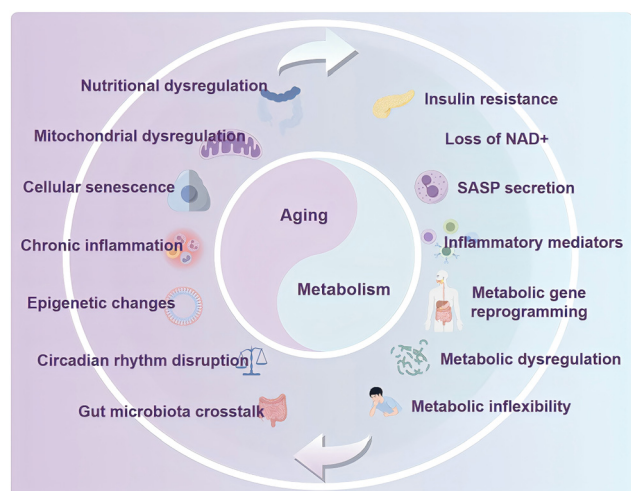 Nutritional dysregulation
Mitochondrial dysregulation
Cellular senescence
Chronic inflammation
Epigenetic changes
Circadian rhythm disruption
Gut microbiota crosstalk
Aging
Metabolism
Insulin resistance
Loss of NAD+
SASP secretion
Inflammatory mediators
Metabolic gene
reprogramming
Metabolic dysregulation
Metabolic inflexibility